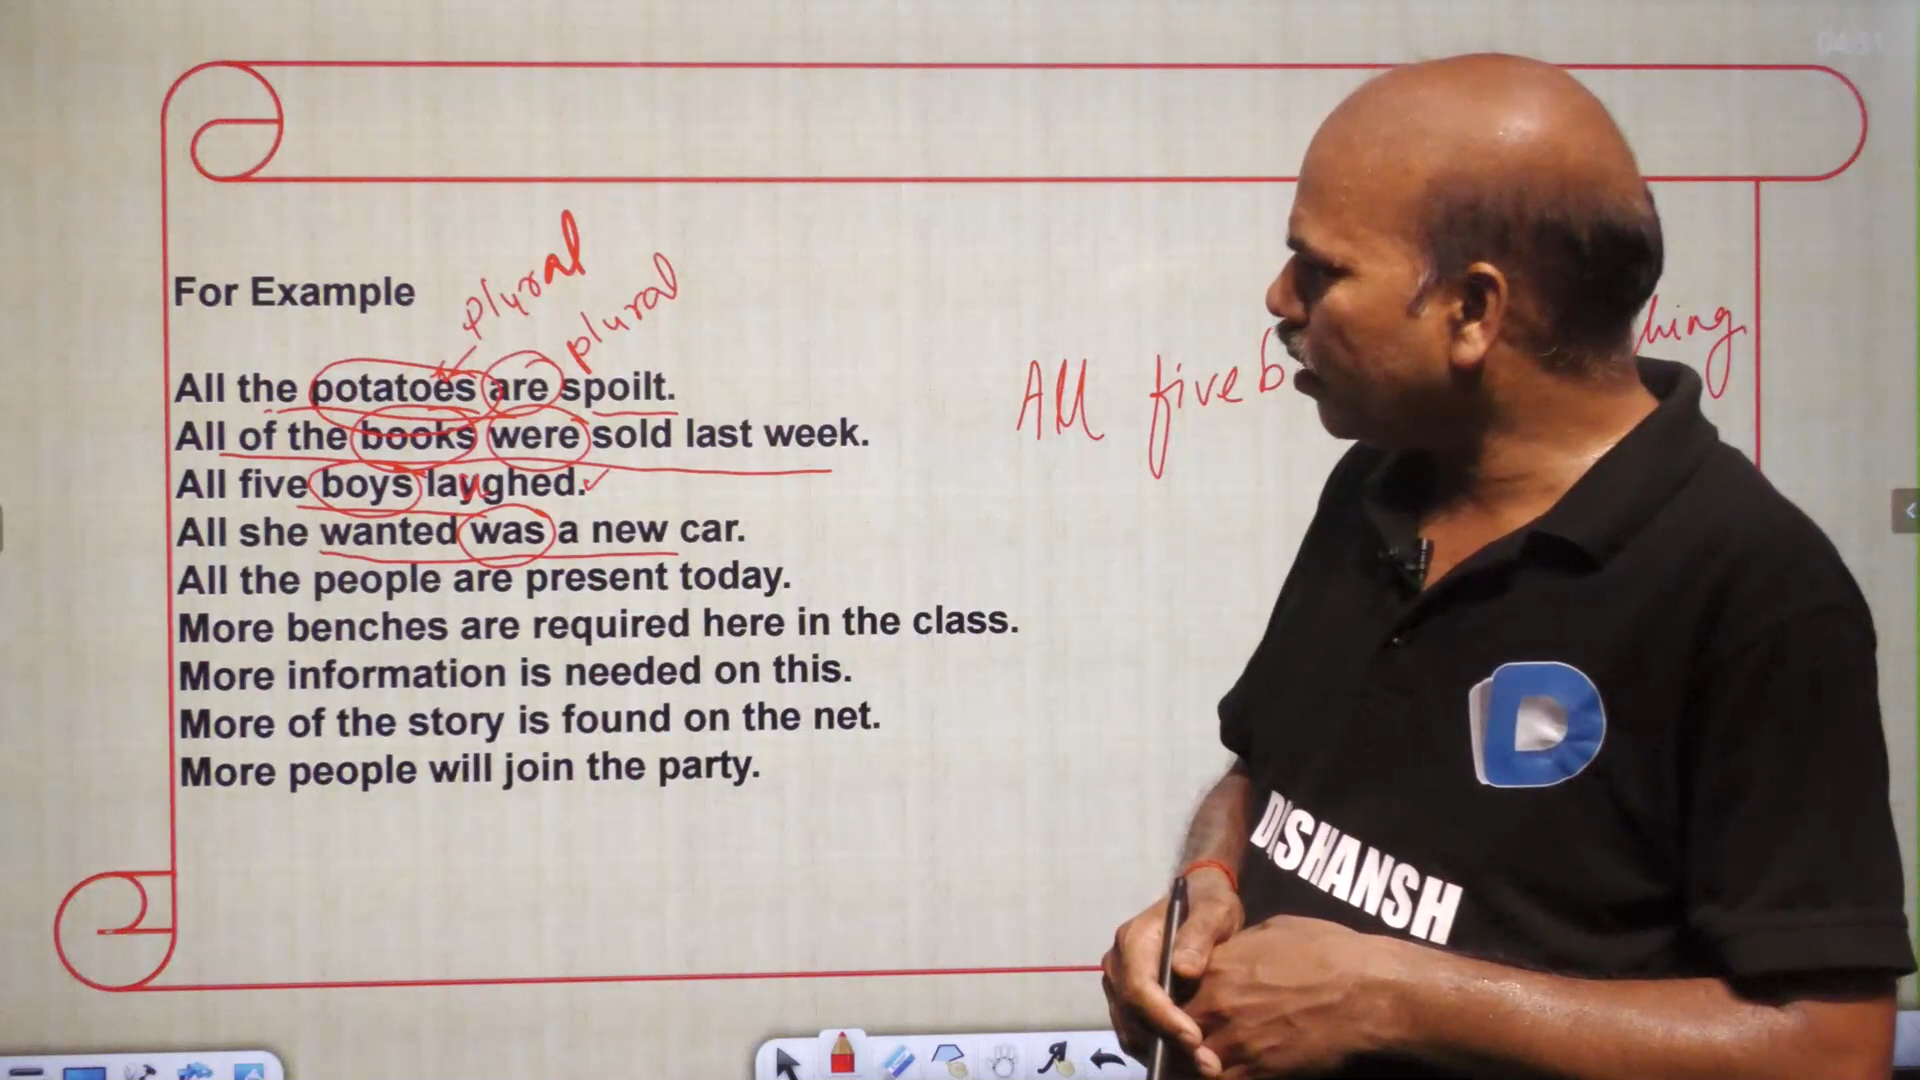 For Example
plural
plural
All the potatoes are spoilt.
All of the books were sold last week.
All five boys laughed.
All she wanted was a new car.
All the people are present today.
More benches are required here in the class.
More information is needed on this.
More of the story is found on the net.
More people will join the party.
All five
D
DISHANSH